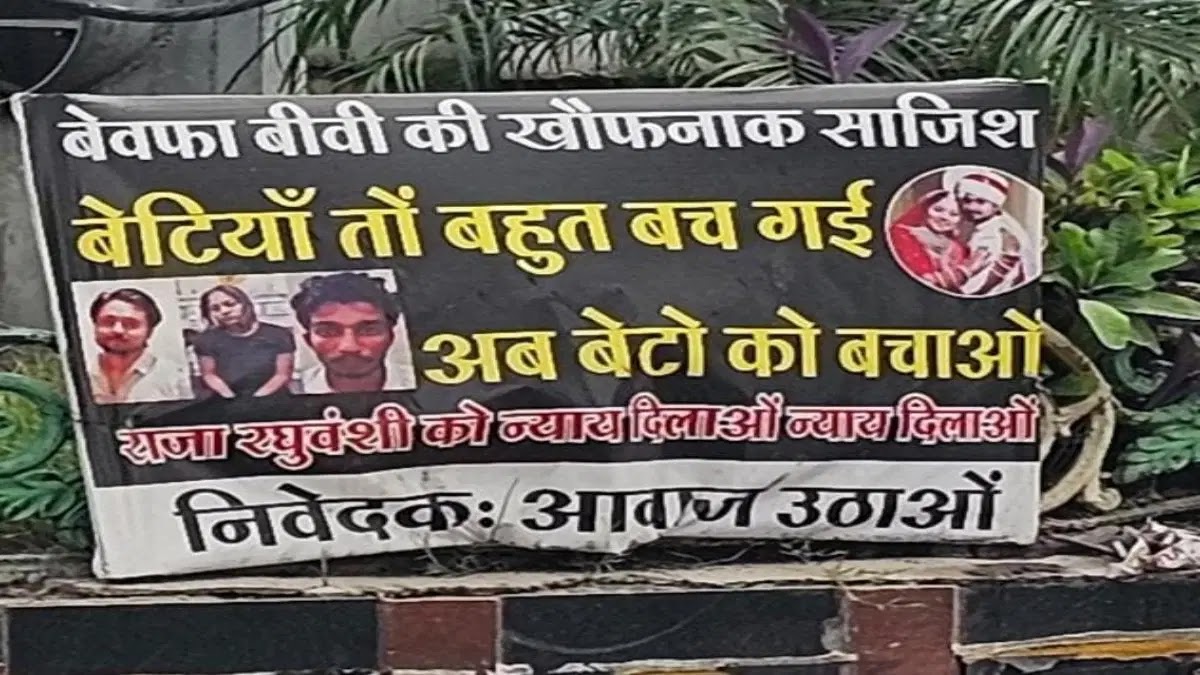 बेवफा बीवी की खौफनाक साजिश
बेटियाँ तों बहुत बच गई
अब बेटो को बचाओं
राजा रघुवंशी को न्याय दिलाओं न्याय दिलाओं
निवेदक: आवाज उठाओं